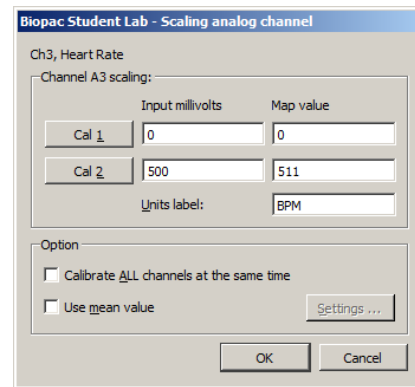 Biopac Student Lab - Scaling analog channel
Ch3, Heart Rate
Channel A3 scaling:
Input millivolts Map value
Cal 1 0 0
Cal 2 500 511
Units label: BPM
Option
Calibrate ALL channels at the same time
Use mean value Settings ...
OK Cancel